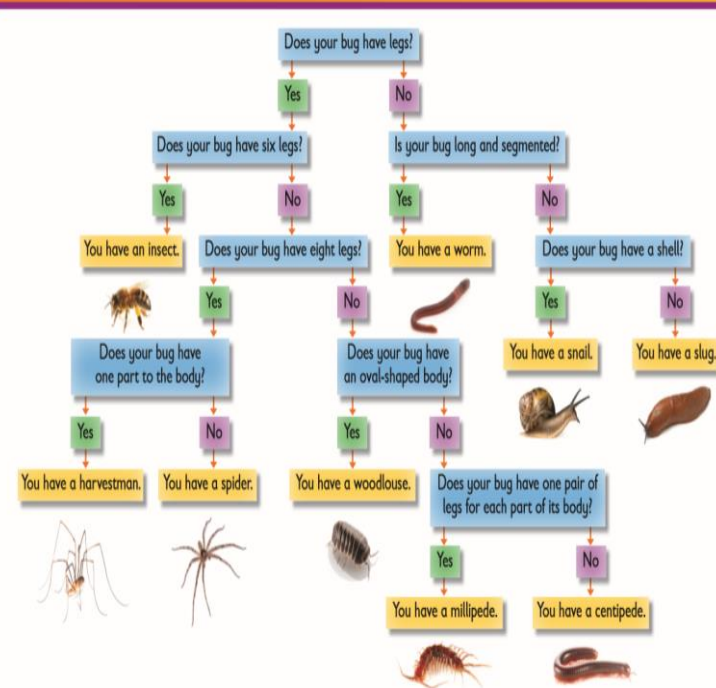 Does your bug have legs?
Yes
No
Does your bug have six legs?
Is your bug long and segmented?
Yes
No
Yes
No
You have an insect.
Does your bug have eight legs?
You have a worm.
Does your bug have a shell?
Yes
No
Yes
No
Does your bug have
one part to the body?
Does your bug have
an oval-shaped body?
You have a snail.
You have a slug.
Yes
No
Yes
No
You have a harvestman.
You have a spider.
You have a woodlouse.
Does your bug have one pair of
legs for each part of its body?
Yes
No
You have a millipede.
You have a centipede.